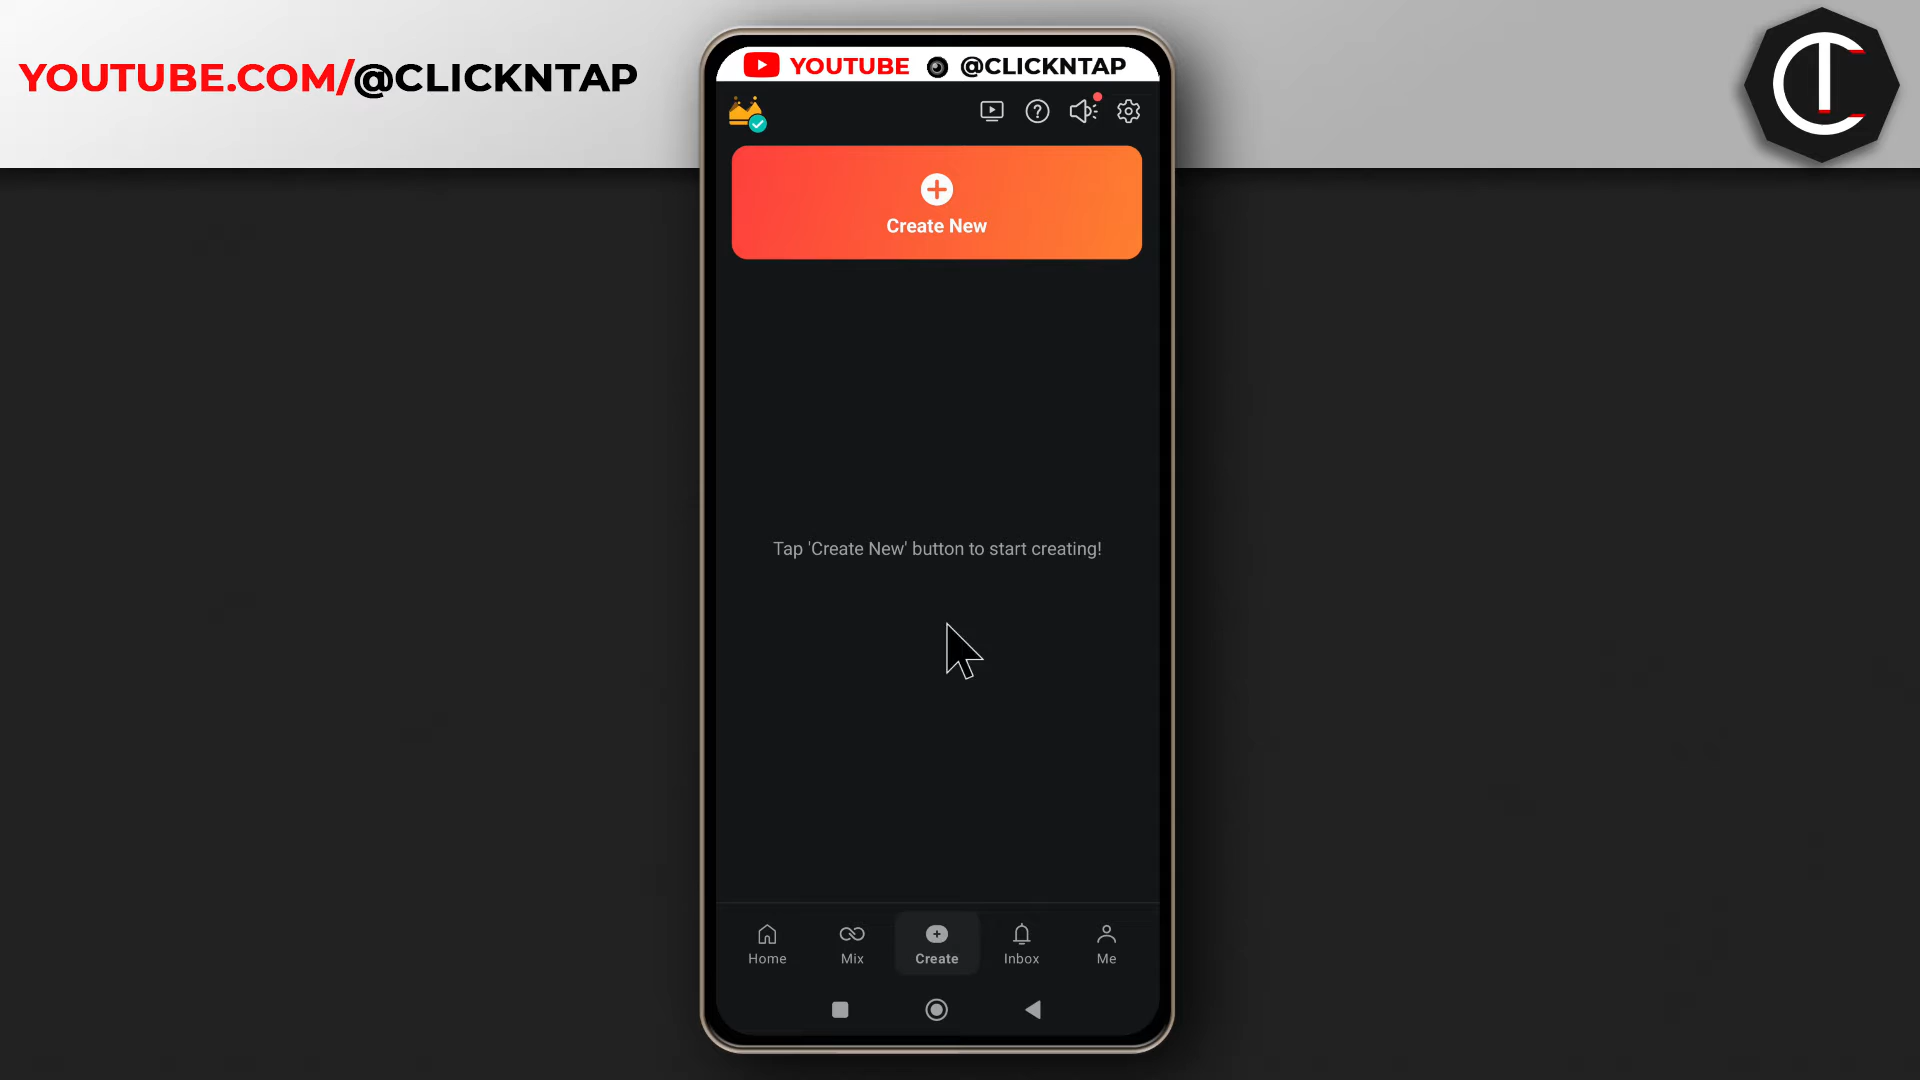 YOUTUBE.COM/@CLICKNTAP
YOUTUBE @CLICKNTAP
Create New
Tap 'Create New' button to start creating!
Home Mix Create Inbox Me